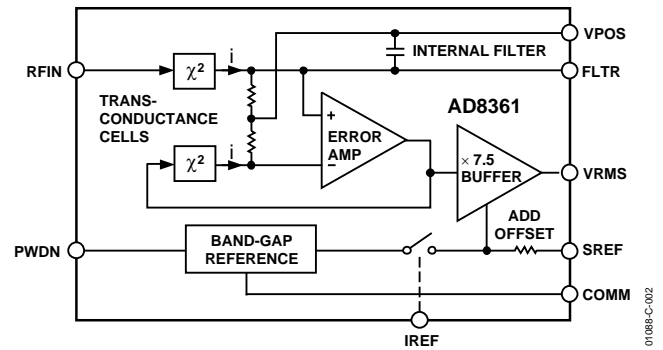 VPOS
INTERNAL FILTER
RFIN
χ²
i
FLTR
TRANS-
CONDUCTANCE
CELLS
+
ERROR
AMP
−
AD8361
× 7.5
BUFFER
χ²
i
VRMS
ADD
OFFSET
PWDN
BAND-GAP
REFERENCE
SREF
COMM
IREF
01088-C-002